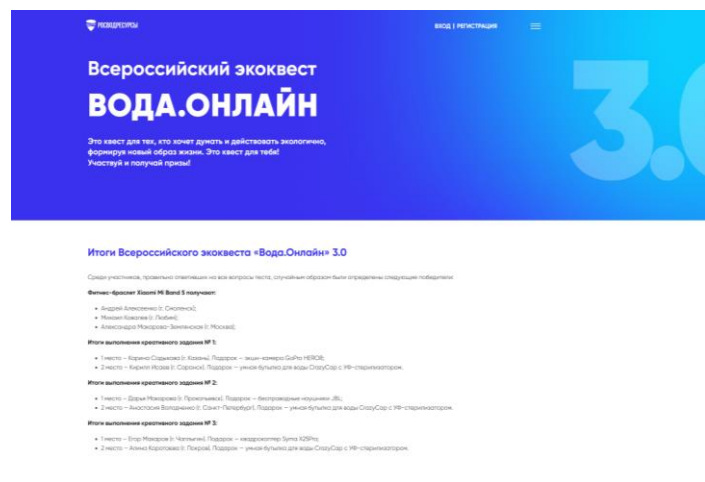 РОСВОДРЕСУРСЫ
ВХОД | РЕГИСТРАЦИЯ
Всероссийский экоквест
ВОДА.ОНЛАЙН
3.0
Это квест для тех, кто хочет думать и действовать экологично,
формируя новый образ жизни. Это квест для тебя!
Участвуй и получай призы!
Итоги Всероссийского экоквеста «Вода.Онлайн» 3.0
Среди участников, правильно ответивших на все вопросы теста, случайным образом были определены следующие победители:
Фитнес-браслет Xiaomi Mi Band 5 получают:
• Андрей Алексеенко (г. Смоленск);
• Михаил Ковалев (г. Любим);
• Александра Макарова-Землянская (г. Москва);
Итоги выполнения креативного задания № 1:
• 1 место – Карина Садыкова (г. Казань). Подарок — экшн-камера GoPro HERO8;
• 2 место – Кирилл Исаев (г. Саранск). Подарок — умная бутылка для воды CrazyCap с УФ-стерилизатором.
Итоги выполнения креативного задания № 2:
• 1 место – Дарья Макарова (г. Прокопьевск). Подарок — беспроводные наушники JBL;
• 2 место – Анастасия Володченко (г. Санкт-Петербург). Подарок — умная бутылка для воды CrazyCap с УФ-стерилизатором.
Итоги выполнения креативного задания № 3:
• 1 место – Егор Макаров (г. Чаплыгин). Подарок — квадрокоптер Syma X25Pro;
• 2 место – Алина Коротаева (г. Покров). Подарок — умная бутылка для воды CrazyCap с УФ-стерилизатором.